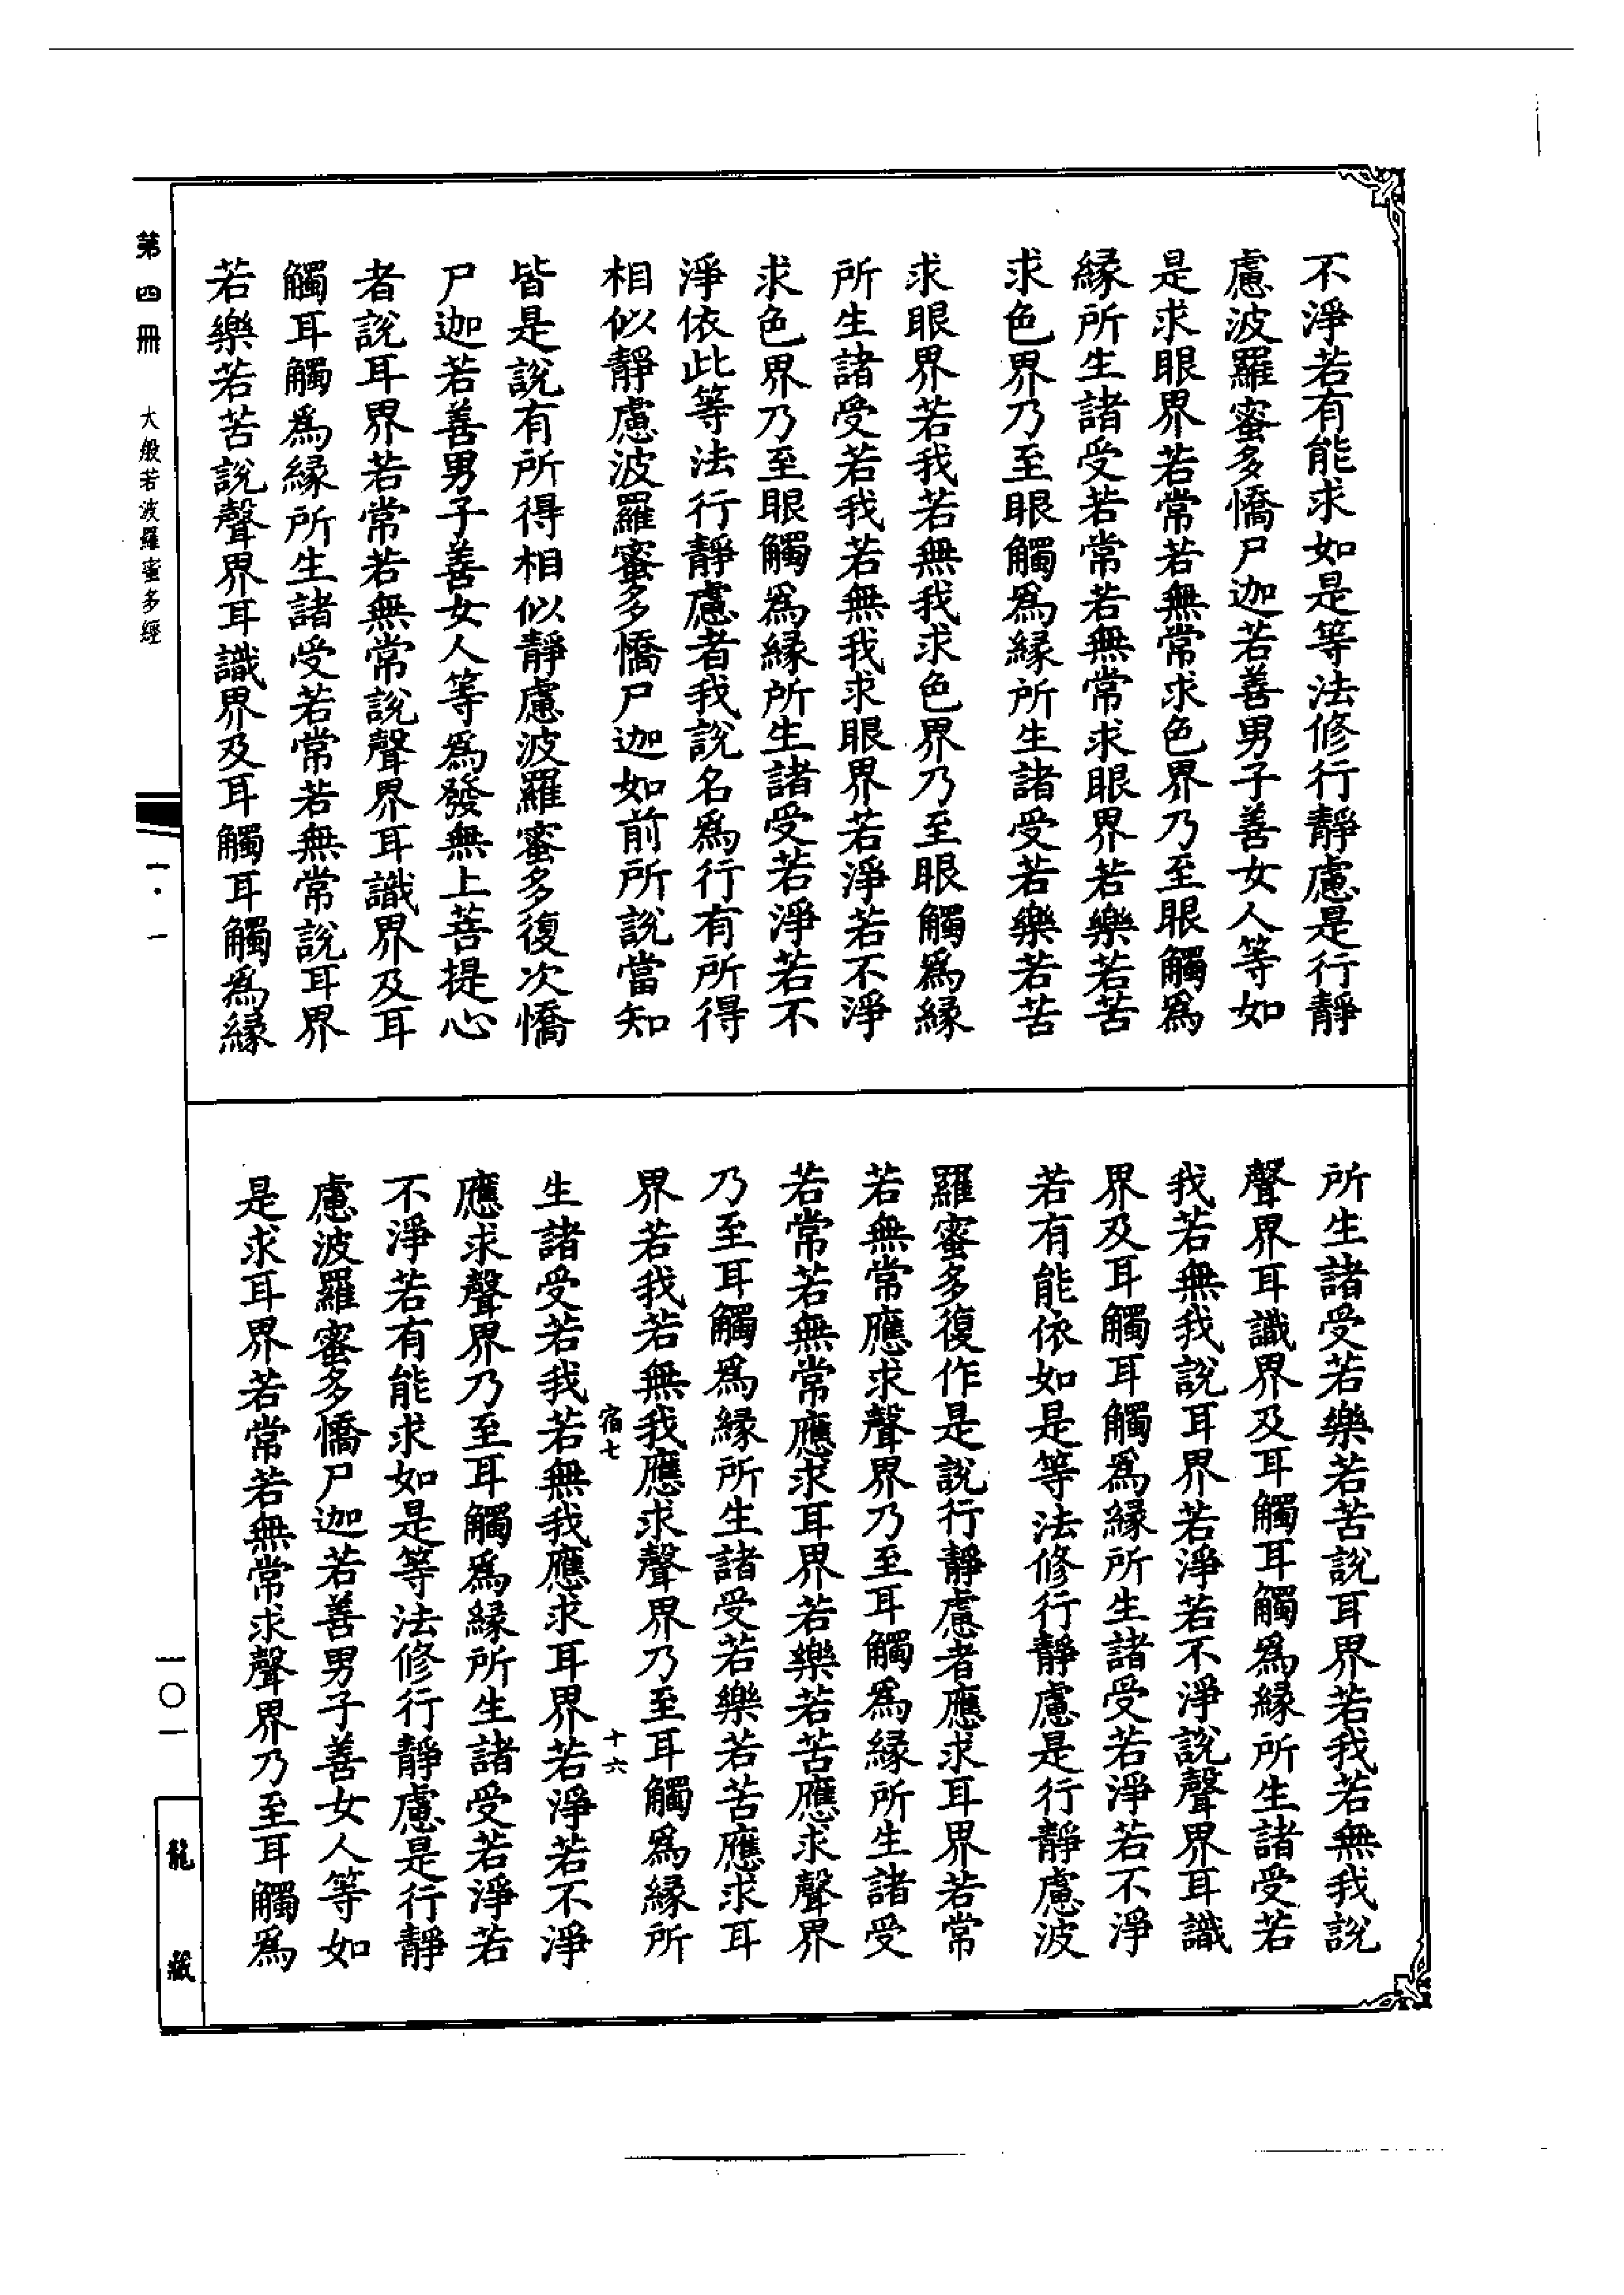 不淨若有能求如是等法修行靜慮是行靜
慮波羅蜜多憍尸迦若善男子善女人等如
是求眼界若常若無常求色界乃至眼觸爲
緣所生諸受若常若無常求眼界若樂若苦
求色界乃至眼觸爲緣所生諸受若樂若苦
求眼界若我若無我求色界乃至眼觸爲緣
所生諸受若我若無我求眼界若淨若不淨
求色界乃至眼觸爲緣所生諸受若淨若不
淨依此等法行靜慮者我說名爲行有所得
相似靜慮波羅蜜多憍尸迦如前所說當知
皆是說有所得相似靜慮波羅蜜多復次憍
尸迦若善男子善女人等爲發無上菩提心
者說耳界若常若無常說聲界耳識界及耳
觸耳觸爲緣所生諸受若常若無常說耳界
若樂若苦說聲界耳識界及耳觸耳觸爲緣
所生諸受若樂若苦說耳界若我若無我說
聲界耳識界及耳觸耳觸爲緣所生諸受若
我若無我說耳界若淨若不淨說聲界耳識
界及耳觸耳觸爲緣所生諸受若淨若不淨
若有能依如是等法修行靜慮是行靜慮波
羅蜜多復作是說行靜慮者應求耳界若常
若無常應求聲界乃至耳觸爲緣所生諸受
若常若無常應求耳界若樂若苦應求聲界
乃至耳觸爲緣所生諸受若樂若苦應求耳
界若我若無我應求聲界乃至耳觸爲緣所
宿七 十六
生諸受若我若無我應求耳界若淨若不淨
應求聲界乃至耳觸爲緣所生諸受若淨若
不淨若有能求如是等法修行靜慮是行靜
慮波羅蜜多憍尸迦若善男子善女人等如
是求耳界若常若無常求聲界乃至耳觸爲
第四冊 大般若波羅蜜多經 一·一 一〇一 龍藏